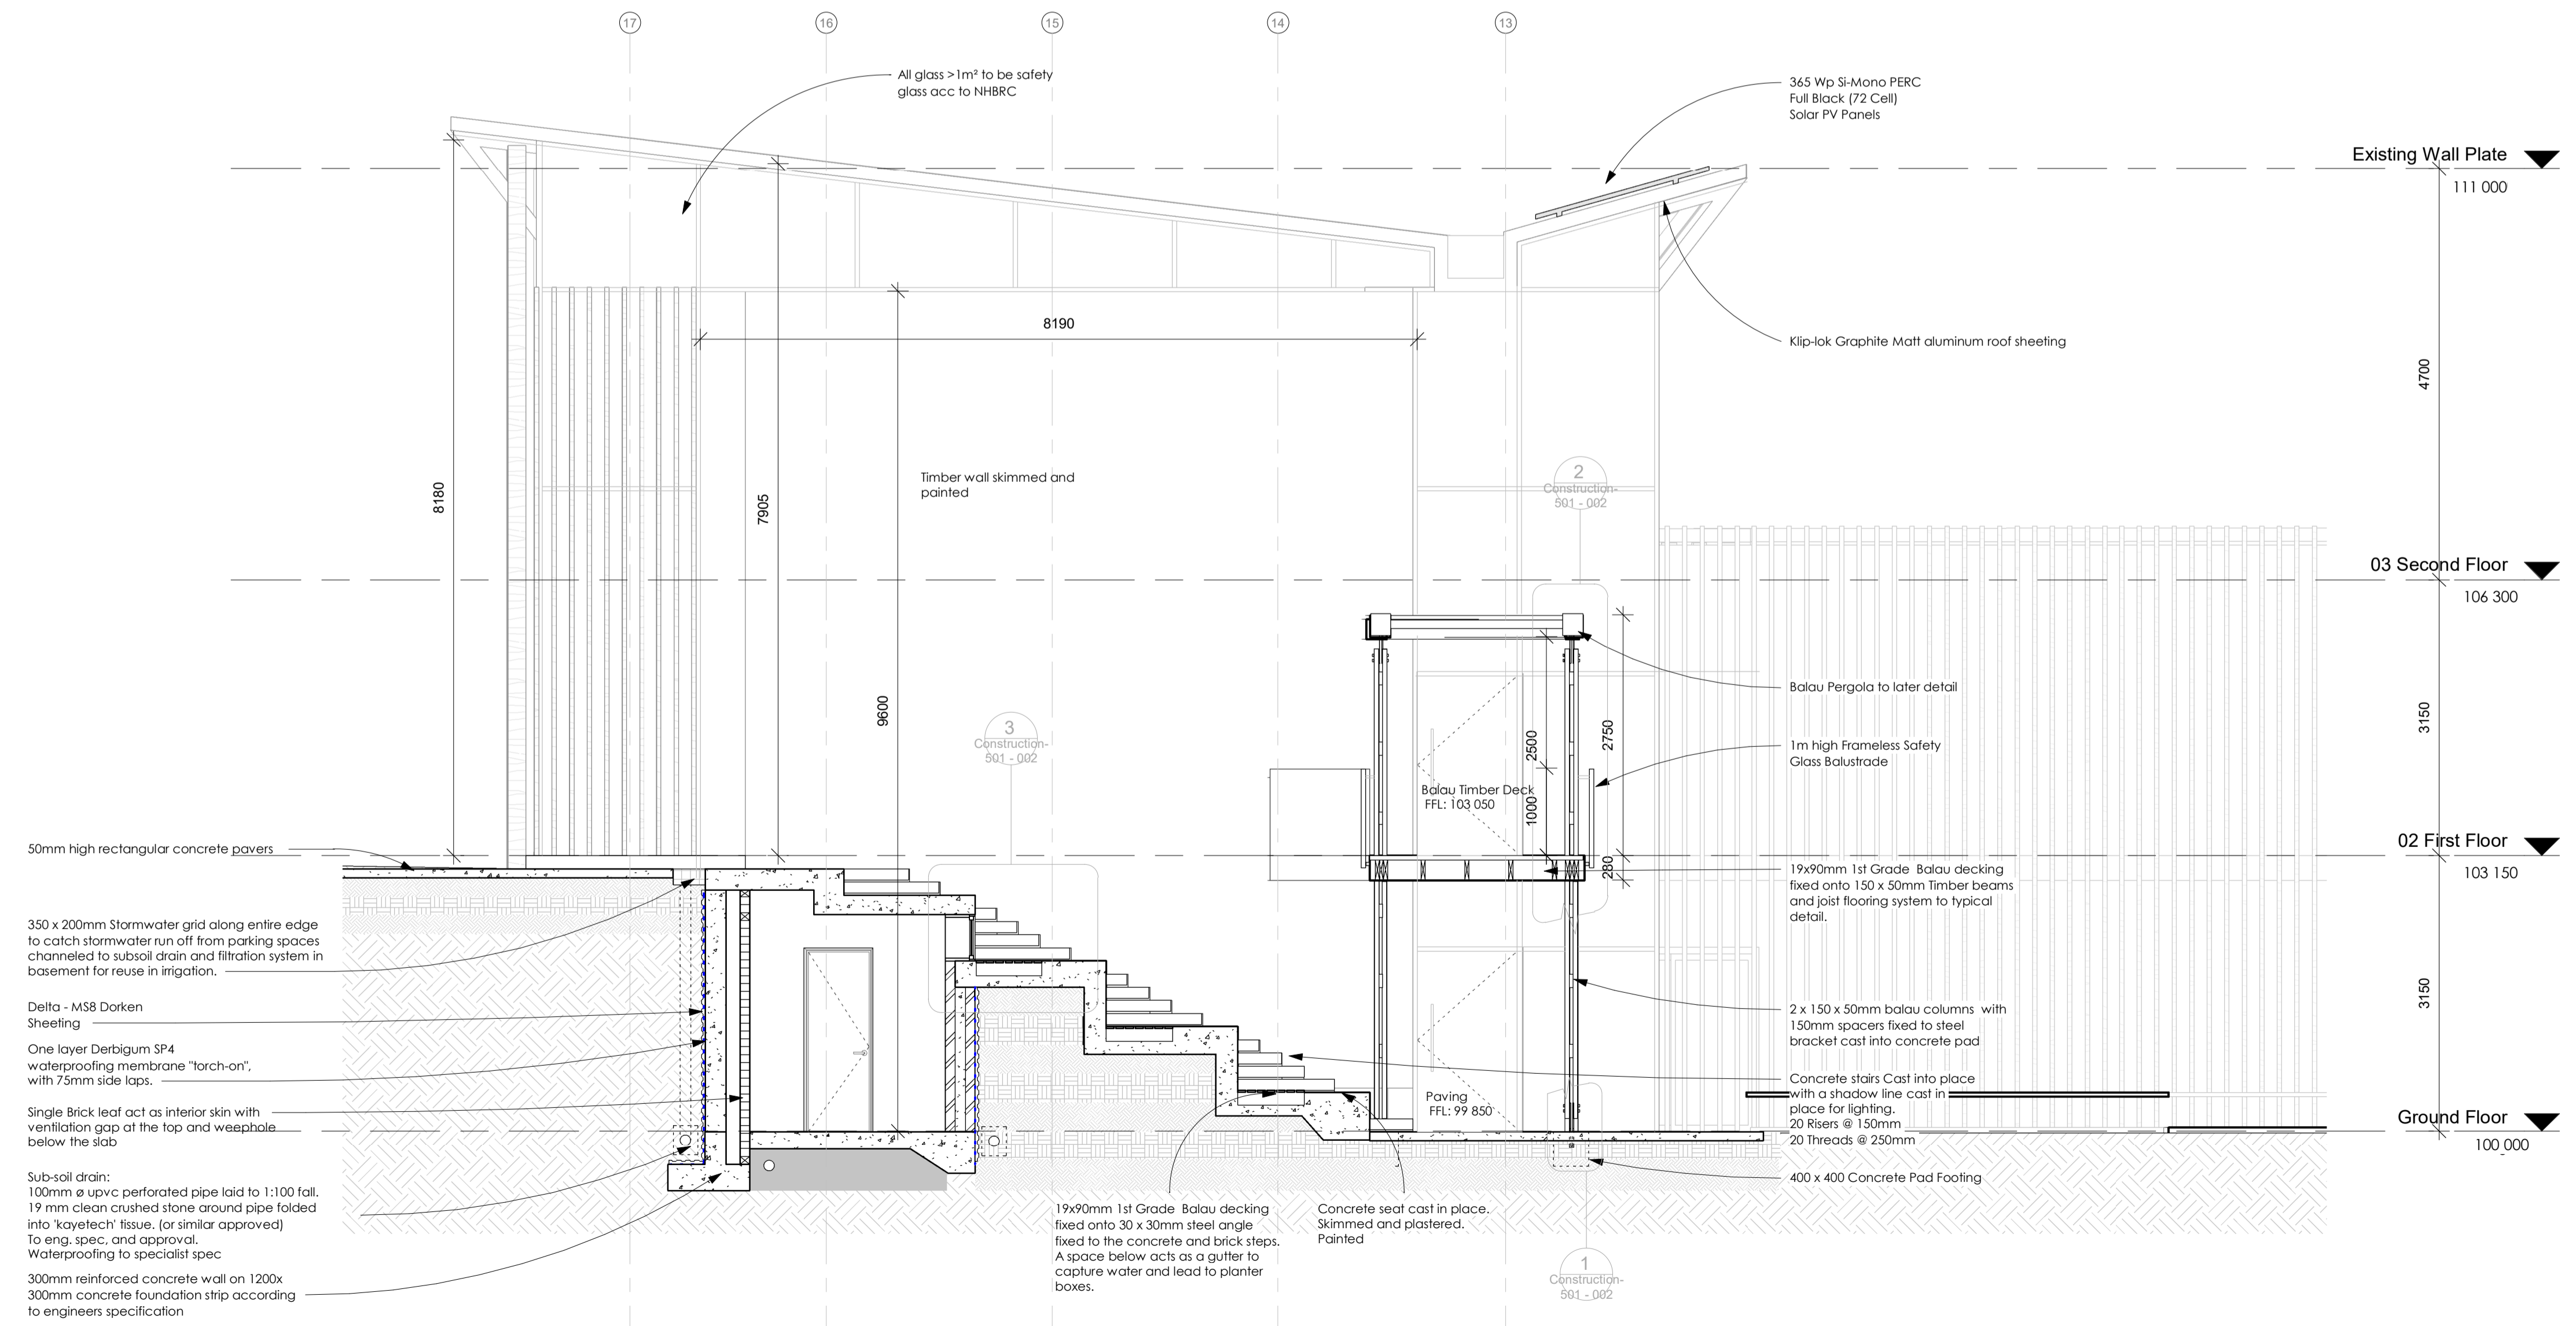 17
16
15
14
13
All glass >1m² to be safety
glass acc to NHBRC
365 Wp Si-Mono PERC
Full Black (72 Cell)
Solar PV Panels
Existing Wall Plate
111 000
8190
Klip-lok Graphite Matt aluminum roof sheeting
4700
8180
7905
Timber wall skimmed and
painted
2
Construction-
501 - 002
03 Second Floor
106 300
9600
3
Construction-
501 - 002
Balau Pergola to later detail
3150
2500
2750
1m high Frameless Safety
Glass Balustrade
Balau Timber Deck
FFL: 103 050
1000
280
02 First Floor
103 150
50mm high rectangular concrete pavers
19x90mm 1st Grade Balau decking
fixed onto 150 x 50mm Timber beams
and joist flooring system to typical
detail.
350 x 200mm Stormwater grid along entire edge
to catch stormwater run off from parking spaces
channeled to subsoil drain and filtration system in
basement for reuse in irrigation.
3150
Delta - MS8 Dorken
Sheeting
2 x 150 x 50mm balau columns with
150mm spacers fixed to steel
bracket cast into concrete pad
One layer Derbigum SP4
waterproofing membrane "torch-on",
with 75mm side laps.
Concrete stairs Cast into place
with a shadow line cast in
place for lighting.
20 Risers @ 150mm
20 Threads @ 250mm
Single Brick leaf act as interior skin with
ventilation gap at the top and weephole
below the slab
Paving
FFL: 99 850
Ground Floor
100 000
Sub-soil drain:
100mm ø upvc perforated pipe laid to 1:100 fall.
19 mm clean crushed stone around pipe folded
into 'kayetech' tissue. (or similar approved)
To eng. spec, and approval.
Waterproofing to specialist spec
400 x 400 Concrete Pad Footing
19x90mm 1st Grade Balau decking
fixed onto 30 x 30mm steel angle
fixed to the concrete and brick steps.
A space below acts as a gutter to
capture water and lead to planter
boxes.
Concrete seat cast in place.
Skimmed and plastered.
Painted
1
Construction-
501 - 002
300mm reinforced concrete wall on 1200x
300mm concrete foundation strip according
to engineers specification